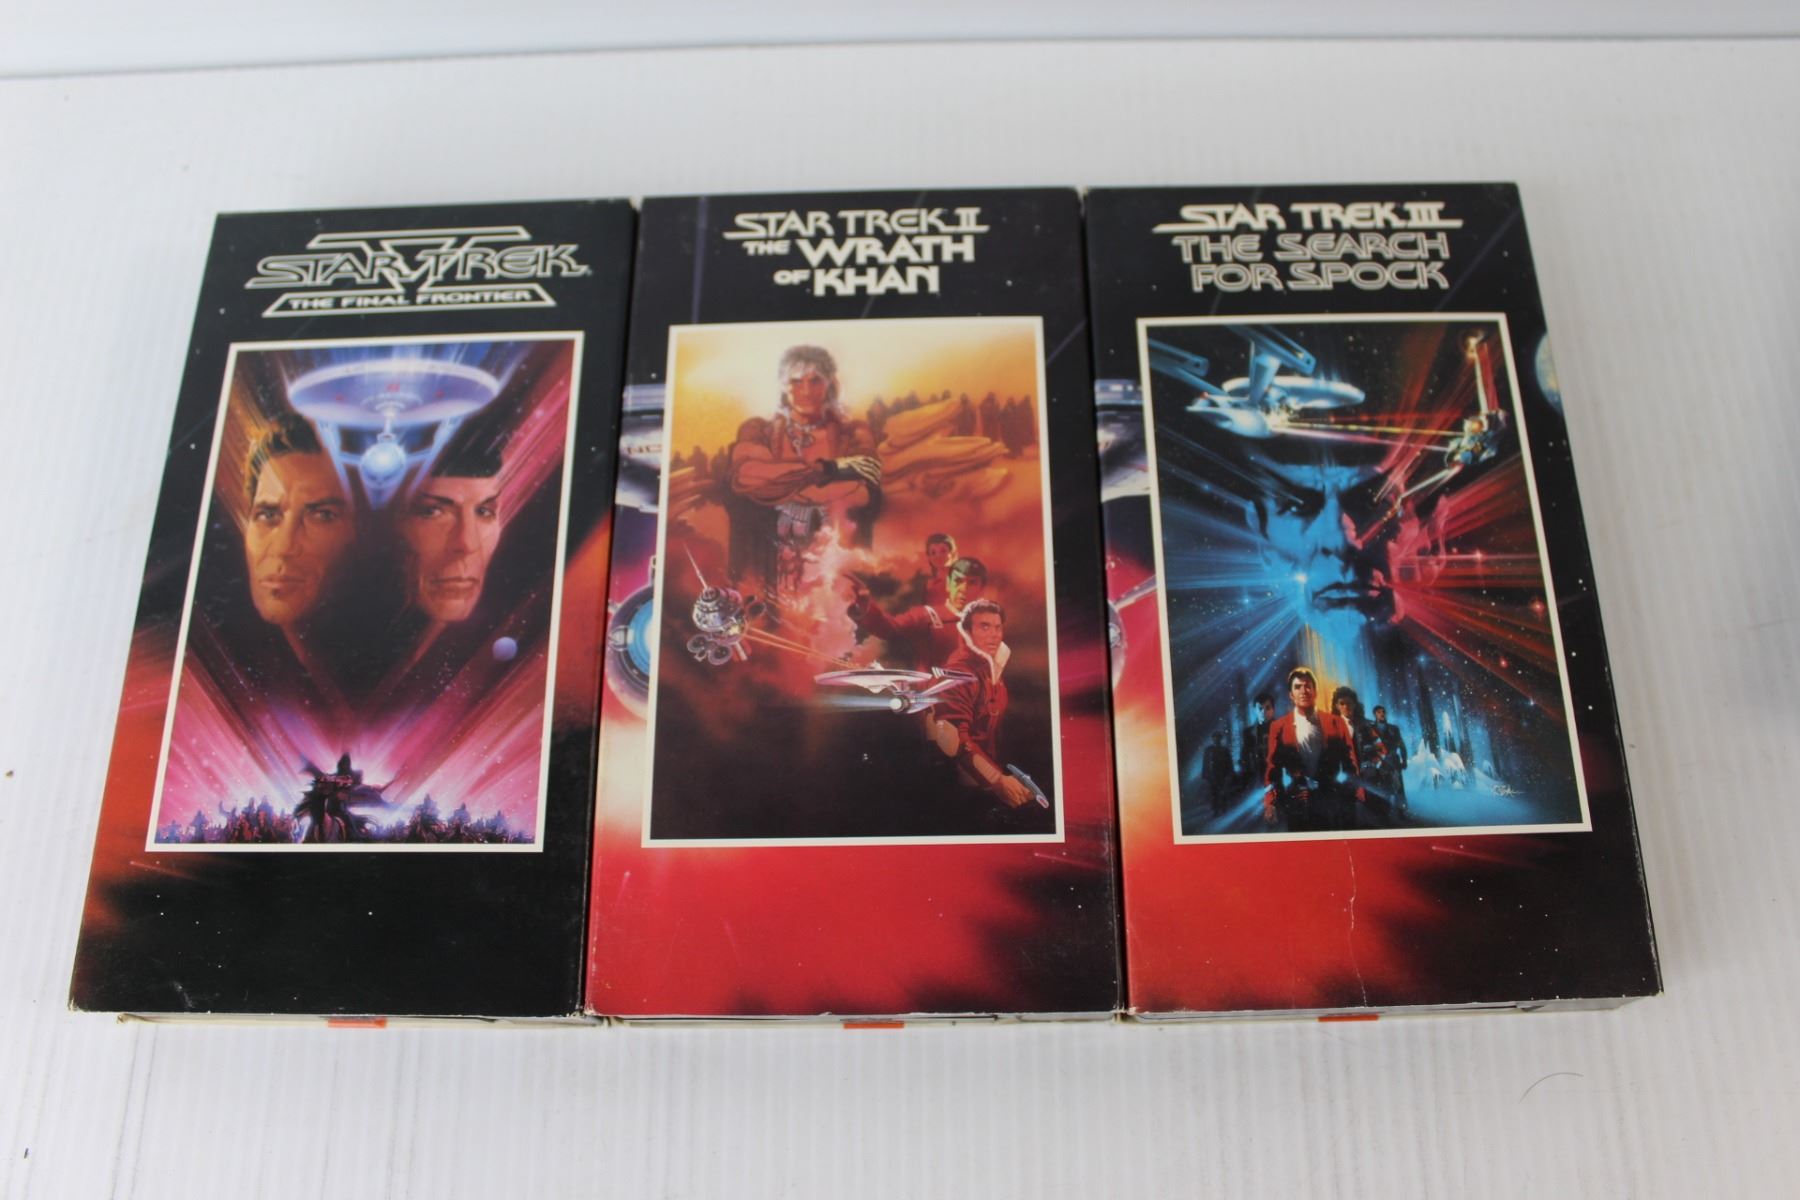 STAR TREK V
THE FINAL FRONTIER
STAR TREK II
THE WRATH
OF KHAN
STAR TREK III
THE SEARCH
FOR SPOCK
NC